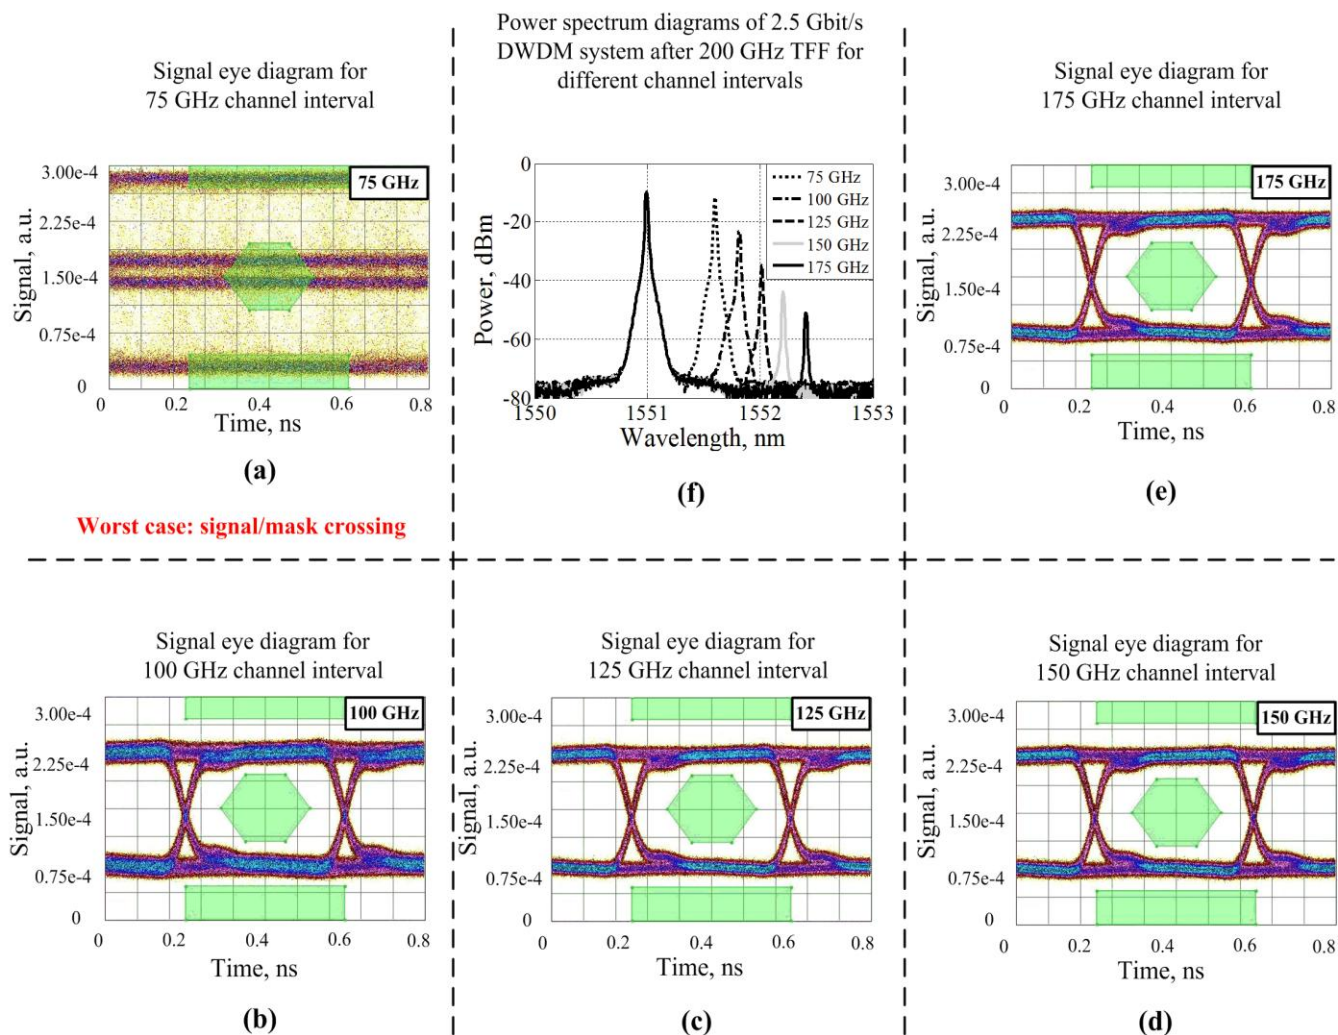 Signal eye diagram for
75 GHz channel interval
Signal, a.u.
3.00e-4
2.25e-4
1.50e-4
0.75e-4
0
75 GHz
0 0.2 0.4 0.6 0.8
Time, ns
(a)
Worst case: signal/mask crossing
Power spectrum diagrams of 2.5 Gbit/s
DWDM system after 200 GHz TFF for
different channel intervals
Power, dBm
0
-20
-40
-60
-80
75 GHz
100 GHz
125 GHz
150 GHz
175 GHz
1550 1551 1552 1553
Wavelength, nm
(f)
Signal eye diagram for
175 GHz channel interval
Signal, a.u.
3.00e-4
2.25e-4
1.50e-4
0.75e-4
0
175 GHz
0 0.2 0.4 0.6 0.8
Time, ns
(e)
Signal eye diagram for
100 GHz channel interval
Signal, a.u.
3.00e-4
2.25e-4
1.50e-4
0.75e-4
0
100 GHz
0 0.2 0.4 0.6 0.8
Time, ns
(b)
Signal eye diagram for
125 GHz channel interval
Signal, a.u.
3.00e-4
2.25e-4
1.50e-4
0.75e-4
0
125 GHz
0 0.2 0.4 0.6 0.8
Time, ns
(c)
Signal eye diagram for
150 GHz channel interval
Signal, a.u.
3.00e-4
2.25e-4
1.50e-4
0.75e-4
0
150 GHz
0 0.2 0.4 0.6 0.8
Time, ns
(d)